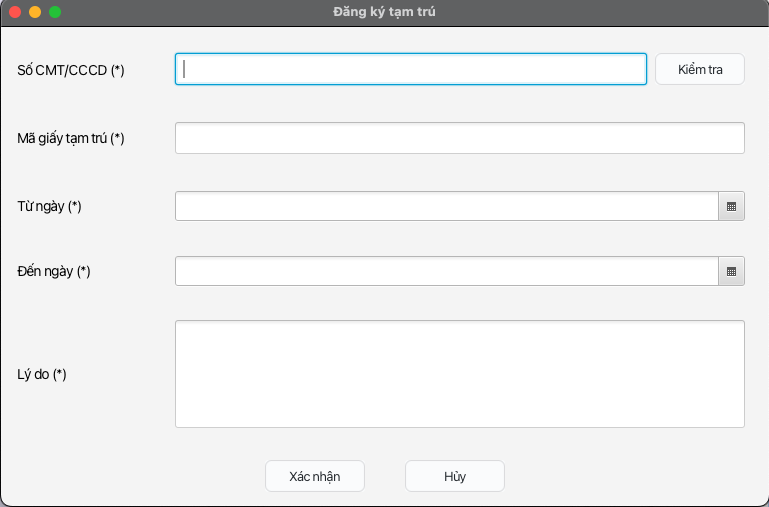 Đăng ký tạm trú
Số CMT/CCCD (*)
Kiểm tra
Mã giấy tạm trú (*)
Từ ngày (*)
Đến ngày (*)
Lý do (*)
Xác nhận
Hủy